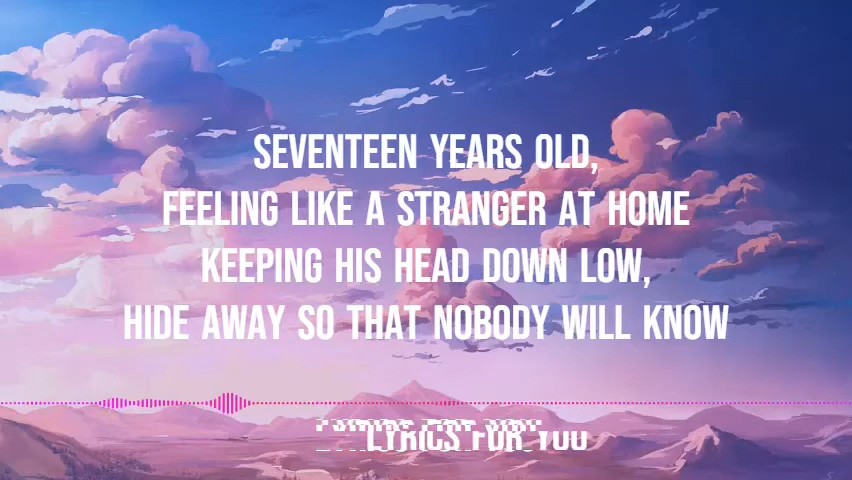 SEVENTEEN YEARS OLD,
FEELING LIKE A STRANGER AT HOME
KEEPING HIS HEAD DOWN LOW,
HIDE AWAY SO THAT NOBODY WILL KNOW
LYRICS FOR YOU